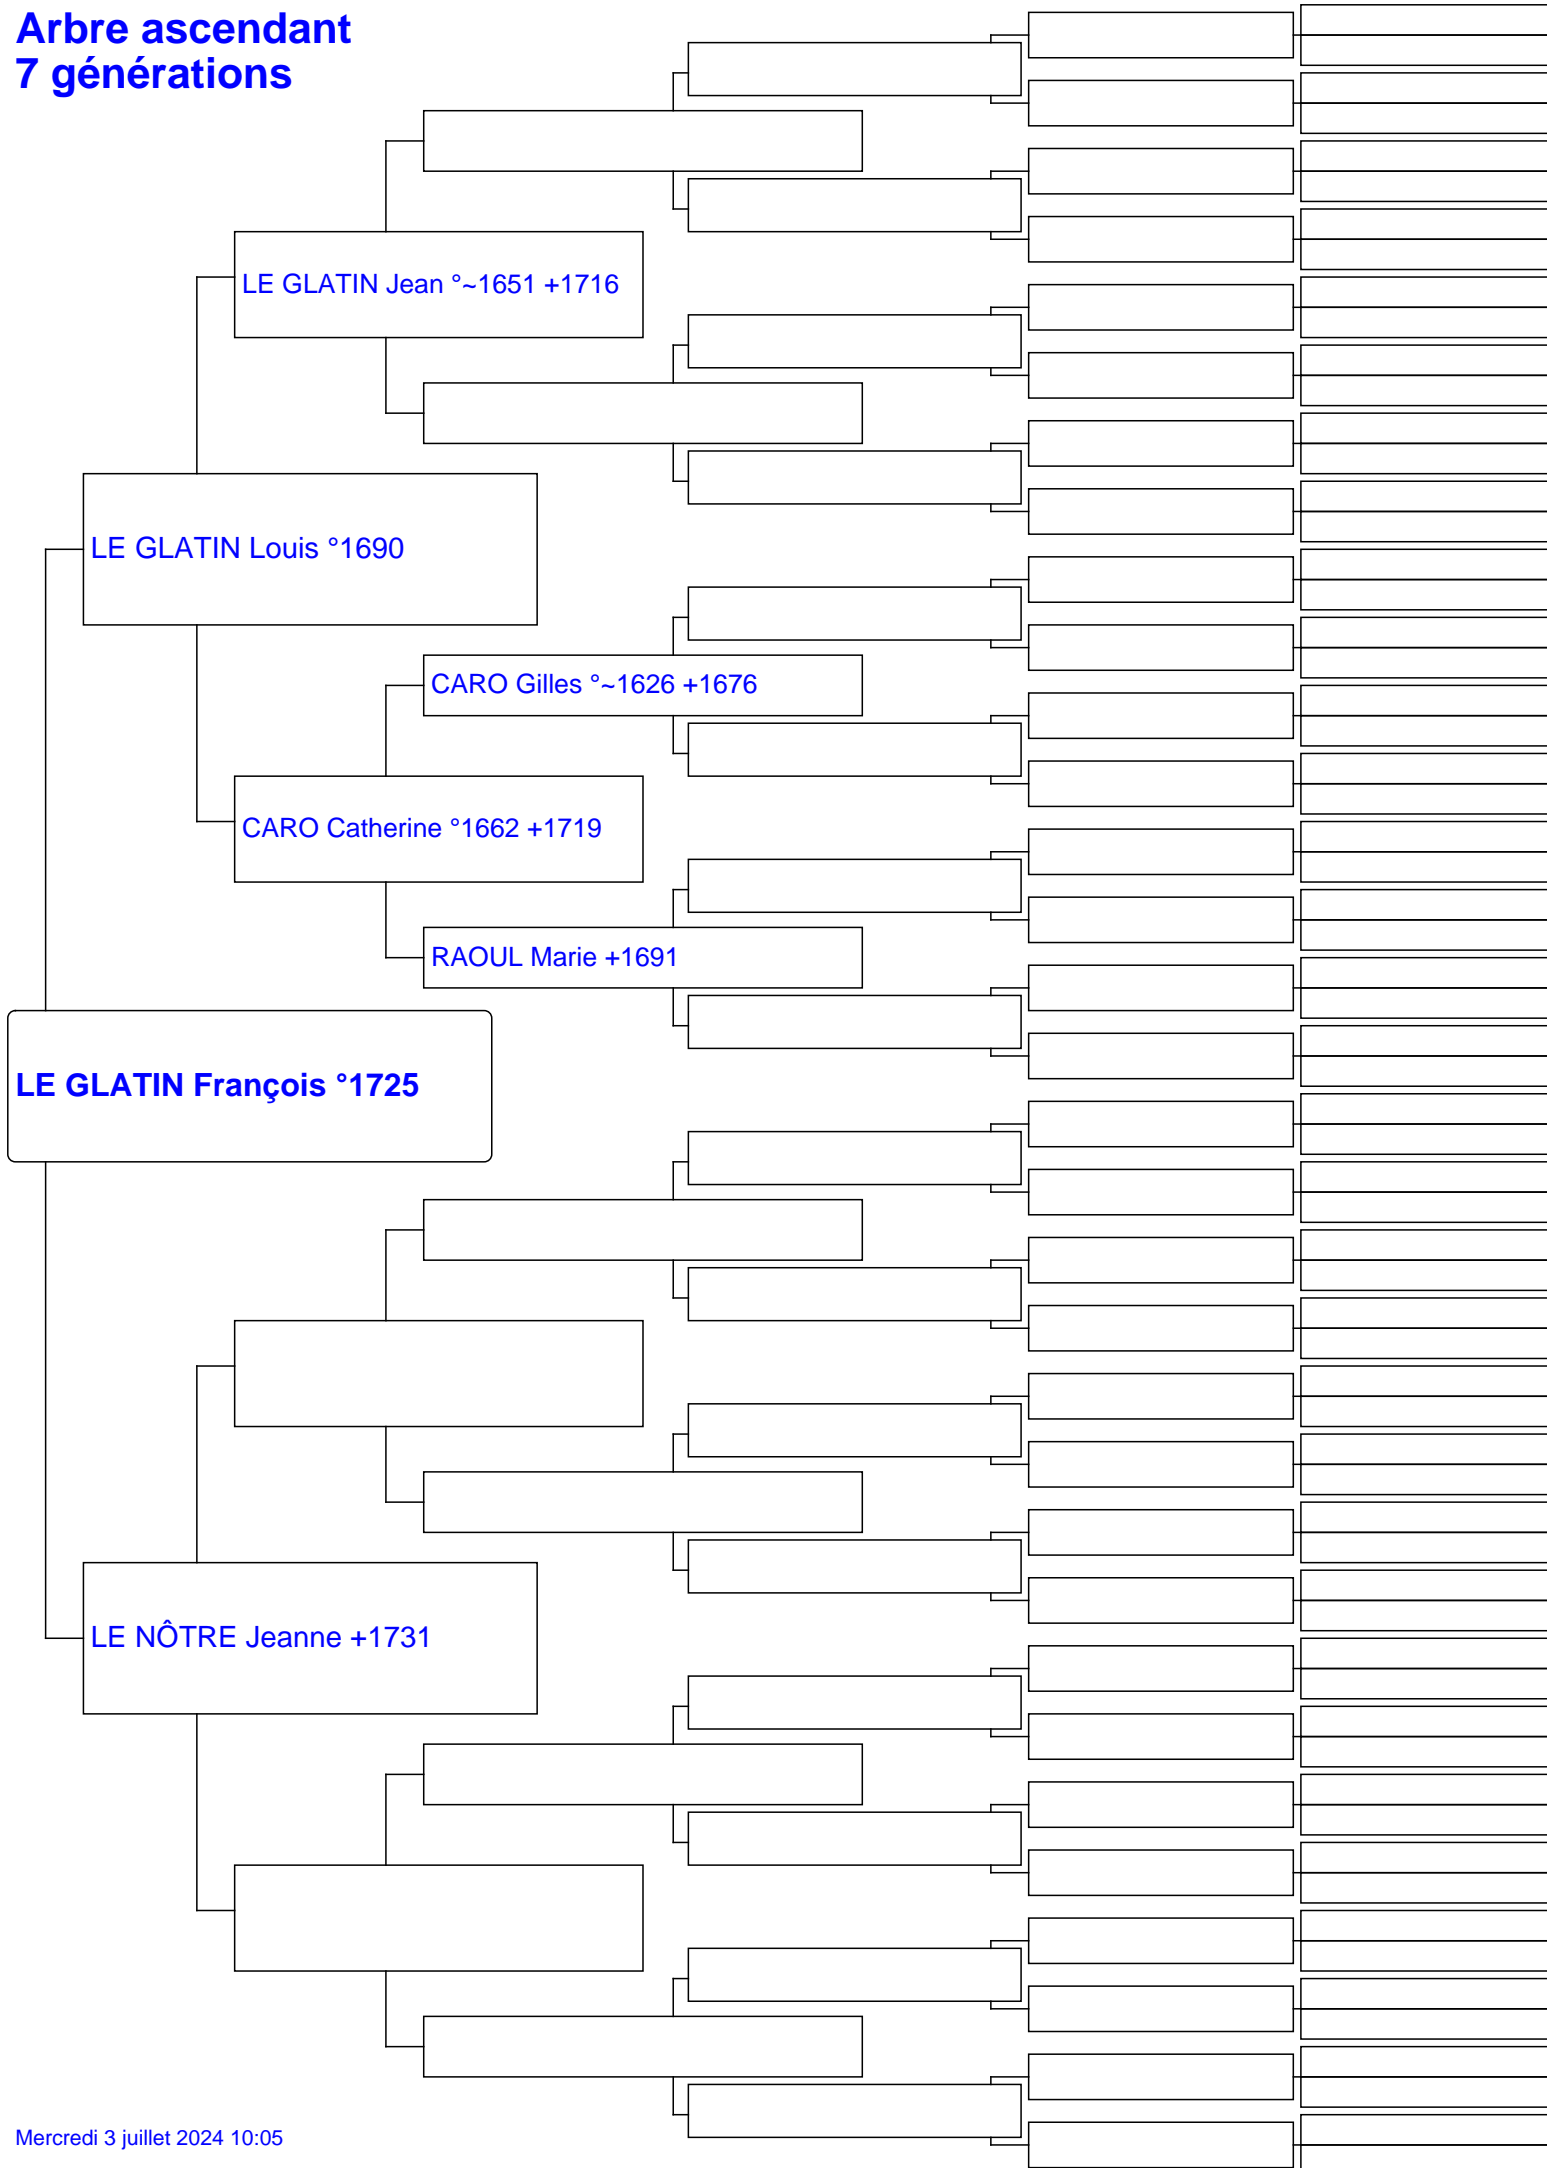 Arbre ascendant
7 générations
LE GLATIN Jean °~1651 +1716
LE GLATIN Louis °1690
CARO Gilles °~1626 +1676
CARO Catherine °1662 +1719
RAOUL Marie +1691
LE GLATIN François °1725
LE NÔTRE Jeanne +1731
Mercredi 3 juillet 2024 10:05